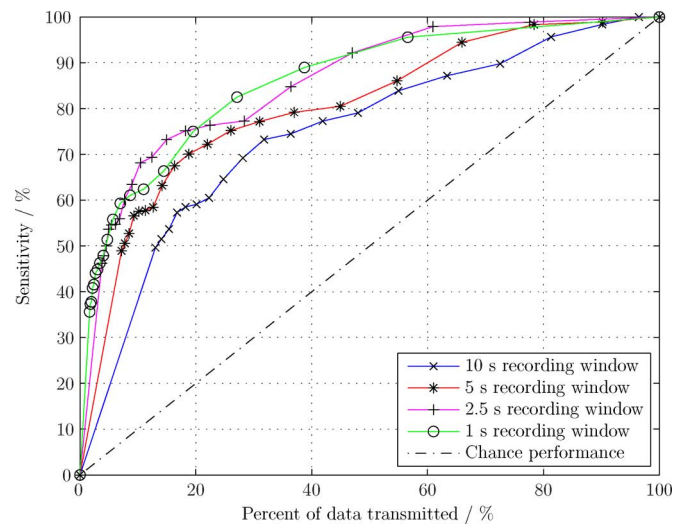 100
90
80
70
60
50
40
30
20
10
0
Sensitivity / %
0 20 40 60 80 100
Percent of data transmitted / %
10 s recording window
5 s recording window
2.5 s recording window
1 s recording window
Chance performance